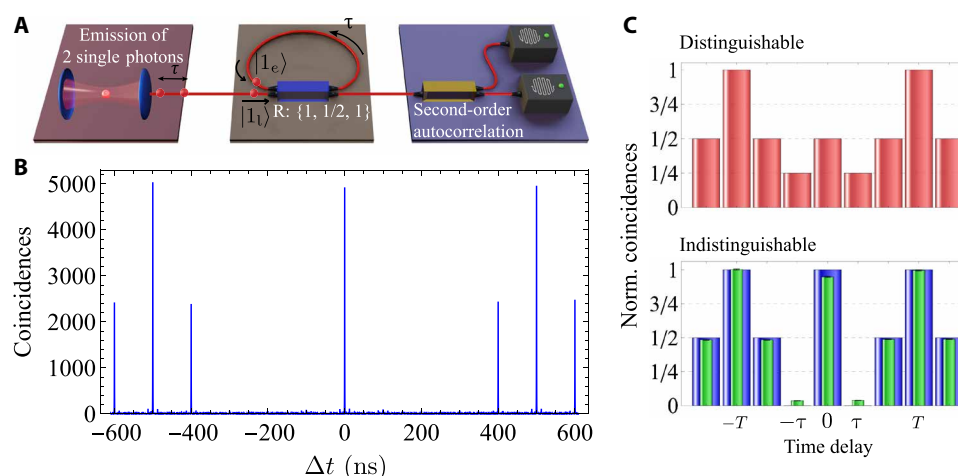 A
Emission of
2 single photons
τ
|1e⟩
|1l⟩
τ
R: {1, 1/2, 1}
Second-order
autocorrelation
B
Coincidences
5000
4000
3000
2000
1000
0
−600 −400 −200 0 200 400 600
Δt (ns)
C
Distinguishable
1
3/4
1/2
1/4
0
Indistinguishable
1
3/4
1/2
1/4
0
Norm. coincidences
−T −τ 0 τ T
Time delay